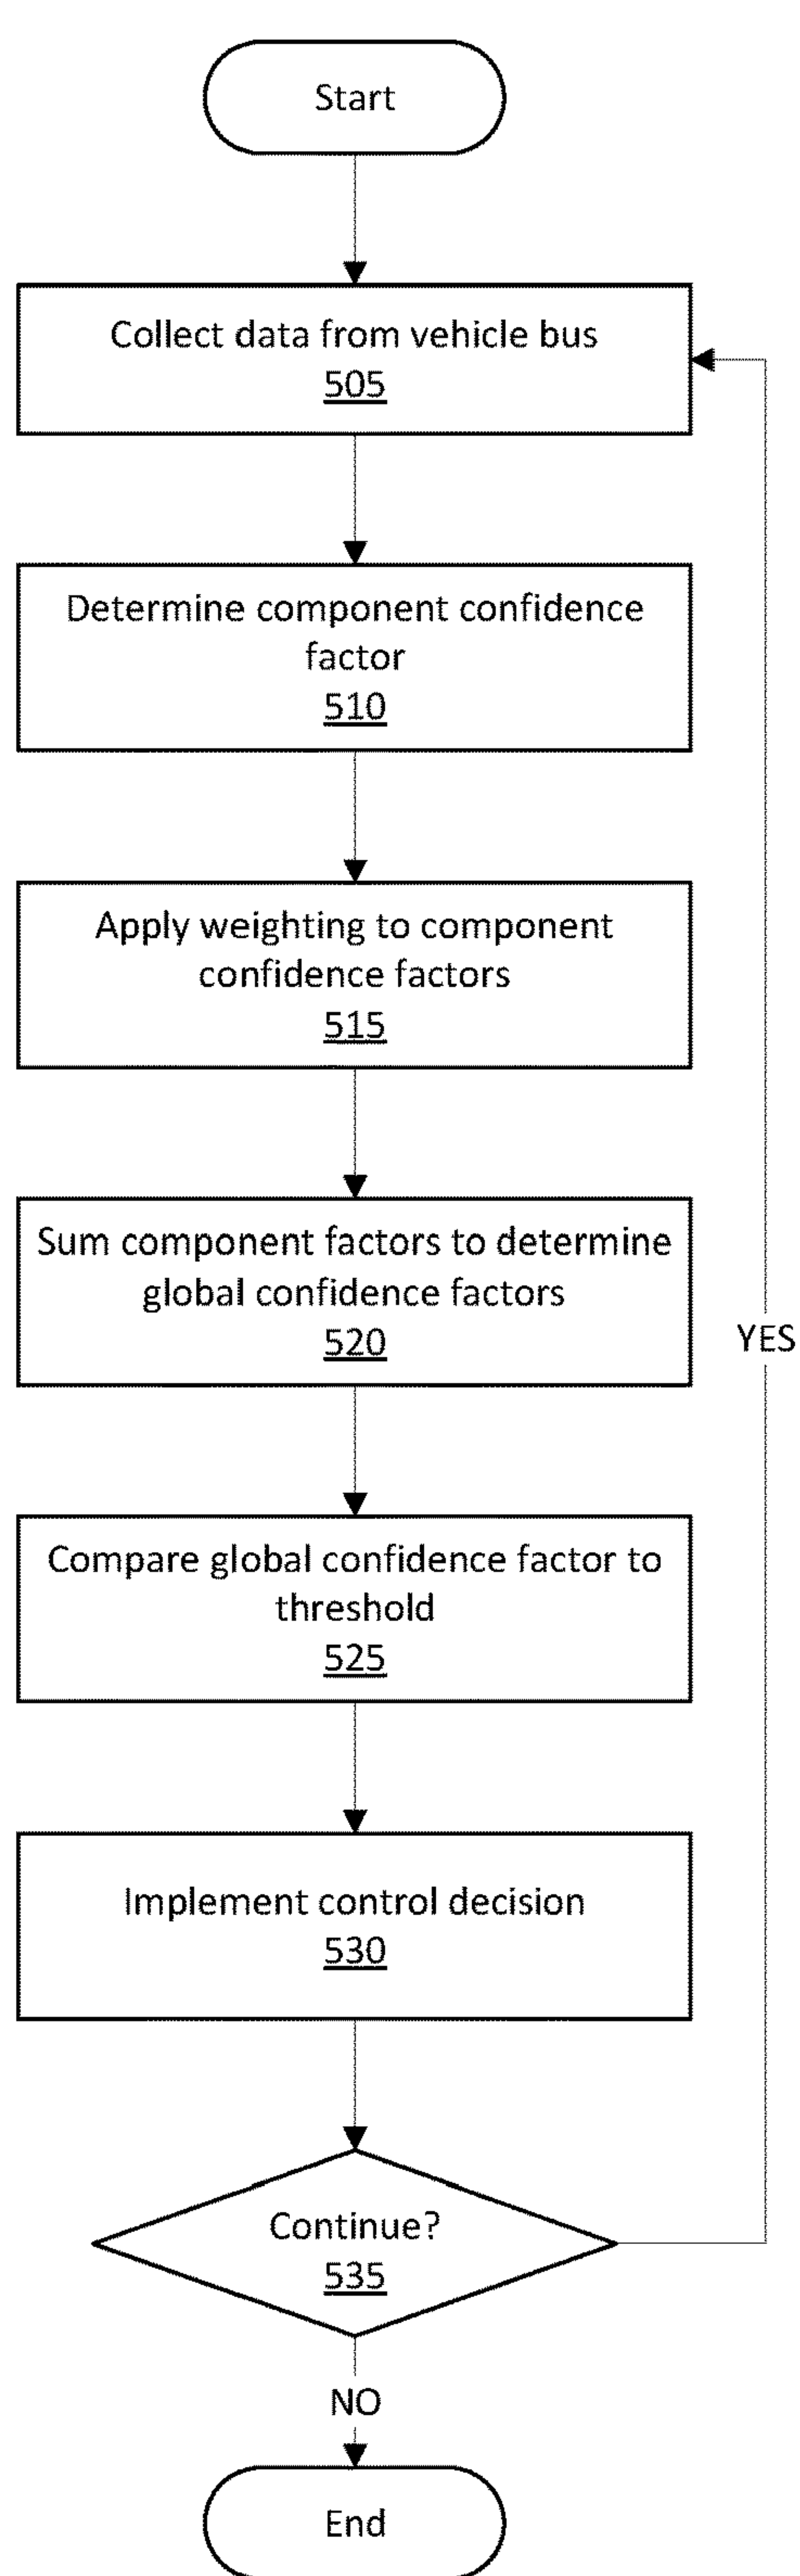 Start
Collect data from vehicle bus
505
Determine component confidence
factor
510
Apply weighting to component
confidence factors
515
Sum component factors to determine
global confidence factors
520
YES
Compare global confidence factor to
threshold
525
Implement control decision
530
Continue?
535
NO
End